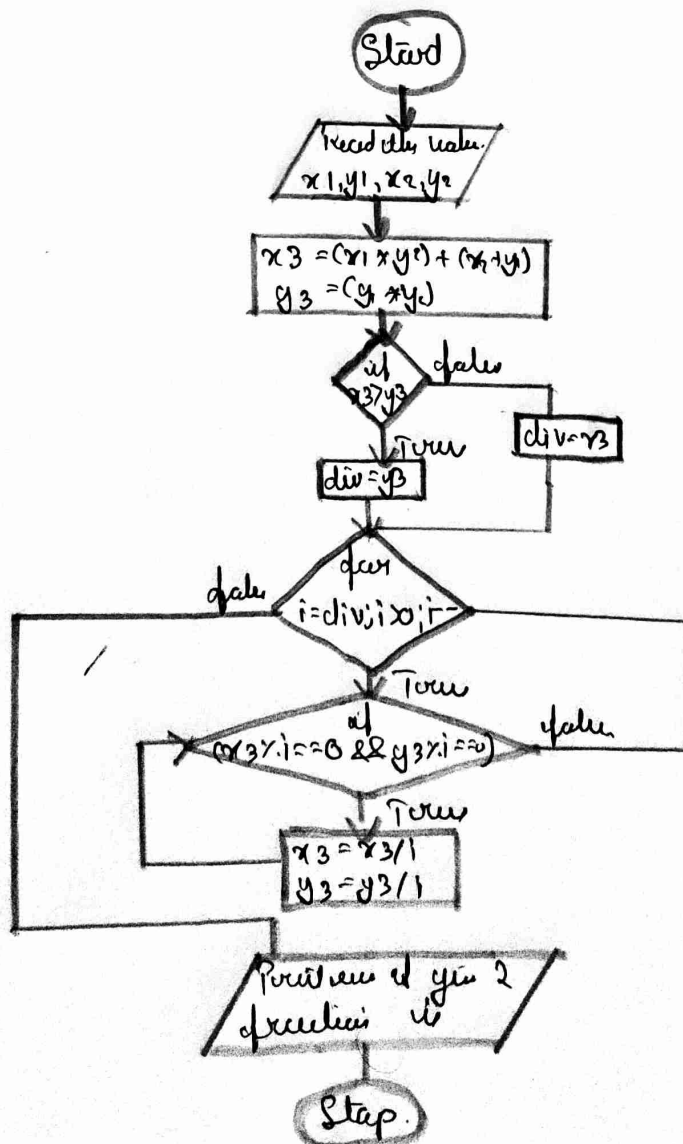 Start
Read the value
x1, y1, x2, y2
x3 = (x1 * y2) + (x2 * y1)
y3 = (y1 * y2)
if
x3>y3
false
True
div=x3
div=y3
for
false
i=div; i>0; i--
True
if
(x3%i==0 && y3%i==0)
false
True
x3 = x3/i
y3 = y3/i
Print sum of given 2
fraction is
Stop.